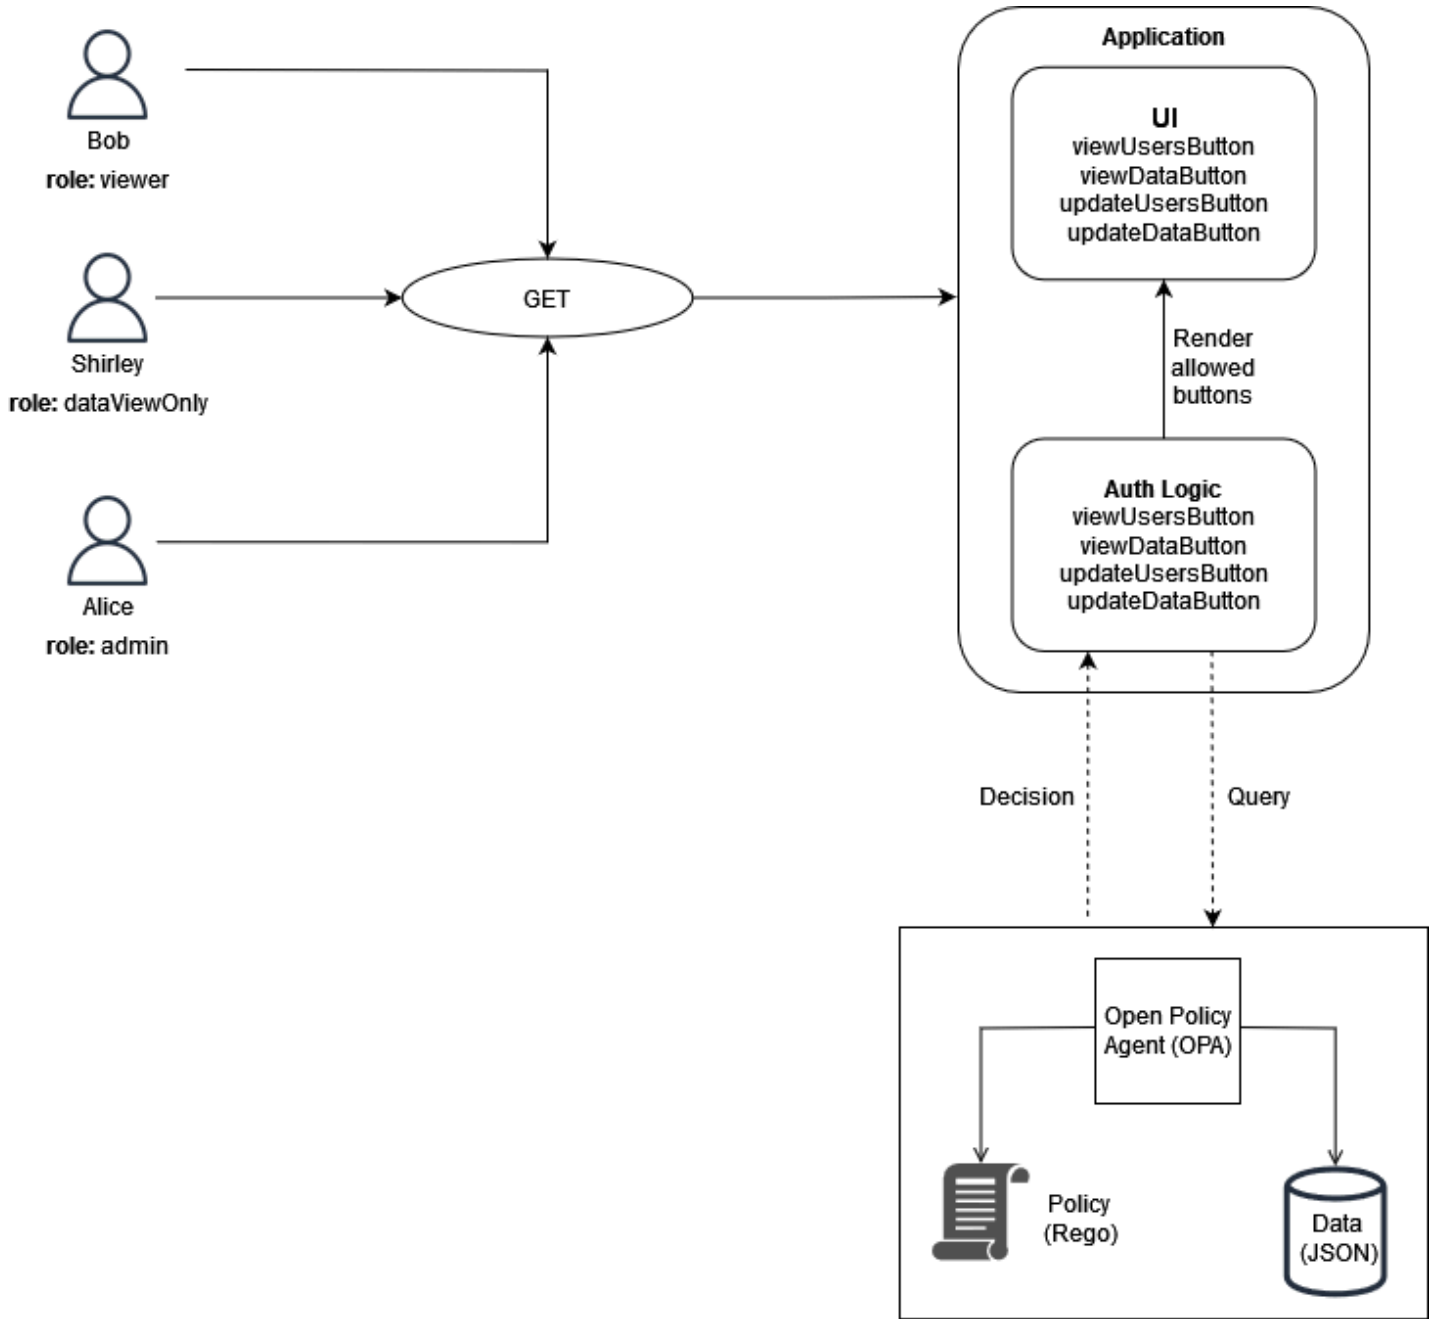 Bob
role: viewer
Shirley
role: dataViewOnly
Alice
role: admin
GET
Application
UI
viewUsersButton
viewDataButton
updateUsersButton
updateDataButton
Render
allowed
buttons
Auth Logic
viewUsersButton
viewDataButton
updateUsersButton
updateDataButton
Decision
Query
Open Policy
Agent (OPA)
Policy
(Rego)
Data
(JSON)